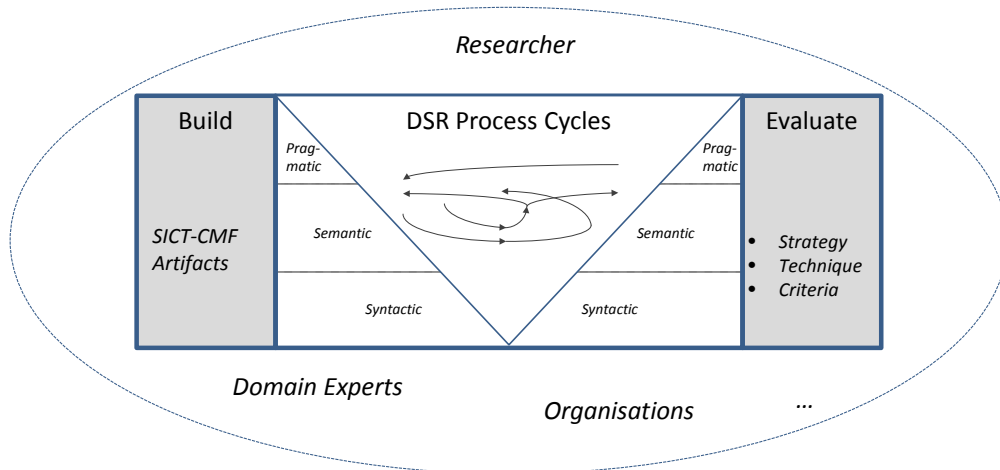 Researcher
Build
DSR Process Cycles
Evaluate
Prag-
matic
Prag-
matic
SICT-CMF
Artifacts
Semantic
Semantic
• Strategy
• Technique
• Criteria
Syntactic
Syntactic
Domain Experts
Organisations
...